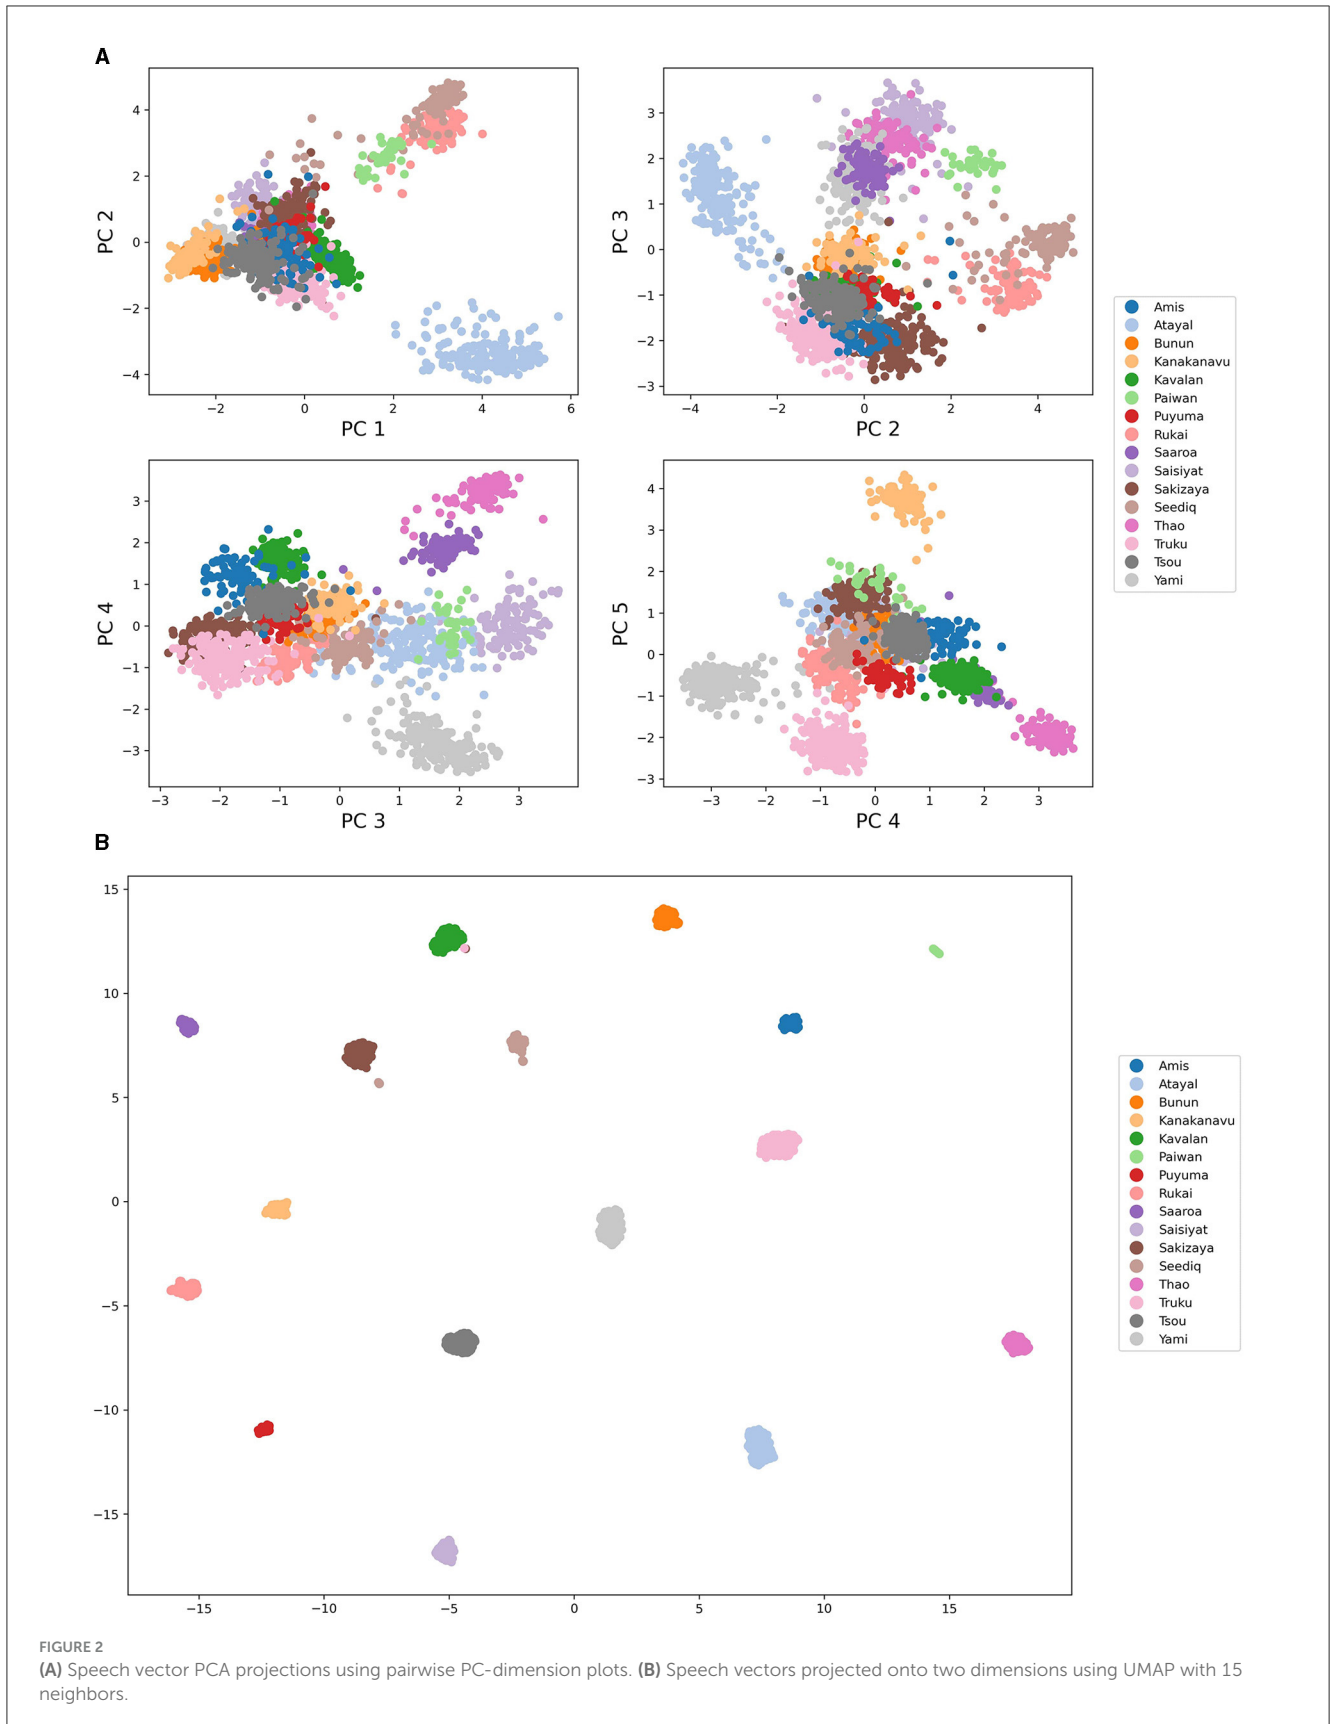 A
4
2
0
−2
−4
PC 2
−2
0
2
4
6
PC 1
3
2
1
0
−1
−2
−3
PC 3
−4
−2
0
2
4
PC 2
Amis
Atayal
Bunun
Kanakanavu
Kavalan
Paiwan
Puyuma
Rukai
Saaroa
Saisiyat
Sakizaya
Seediq
Thao
Truku
Tsou
Yami
3
2
1
0
−1
−2
−3
PC 4
−3
−2
−1
0
1
2
3
PC 3
4
3
2
1
0
−1
−2
−3
PC 5
−3
−2
−1
0
1
2
3
PC 4
B
15
10
5
0
−5
−10
−15
−15
−10
−5
0
5
10
15
Amis
Atayal
Bunun
Kanakanavu
Kavalan
Paiwan
Puyuma
Rukai
Saaroa
Saisiyat
Sakizaya
Seediq
Thao
Truku
Tsou
Yami
FIGURE 2
(A) Speech vector PCA projections using pairwise PC-dimension plots. (B) Speech vectors projected onto two dimensions using UMAP with 15
neighbors.